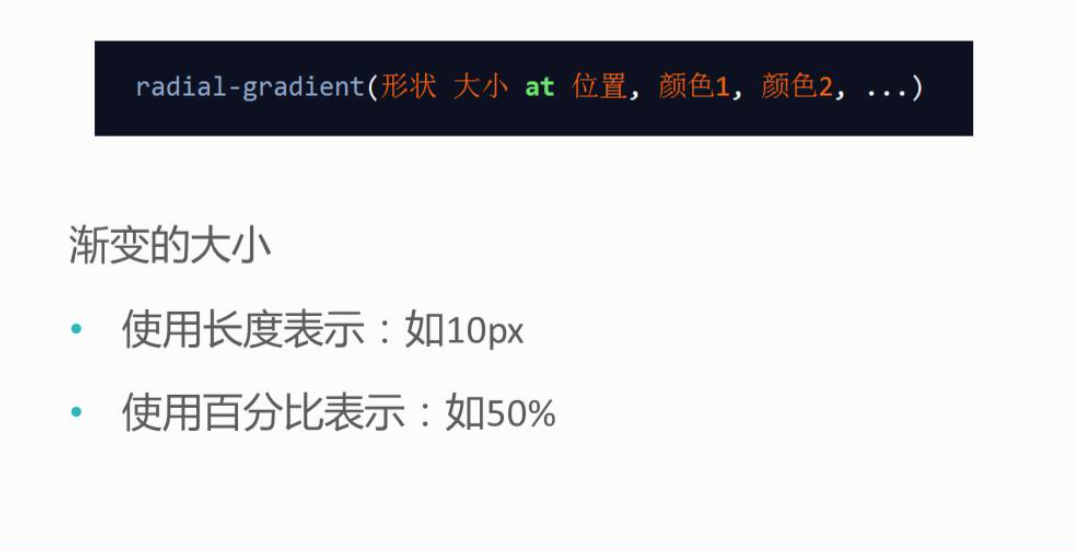 radial-gradient(形状 大小 at 位置, 颜色1, 颜色2, ...)
渐变的大小
• 使用长度表示：如10px
• 使用百分比表示：如50%